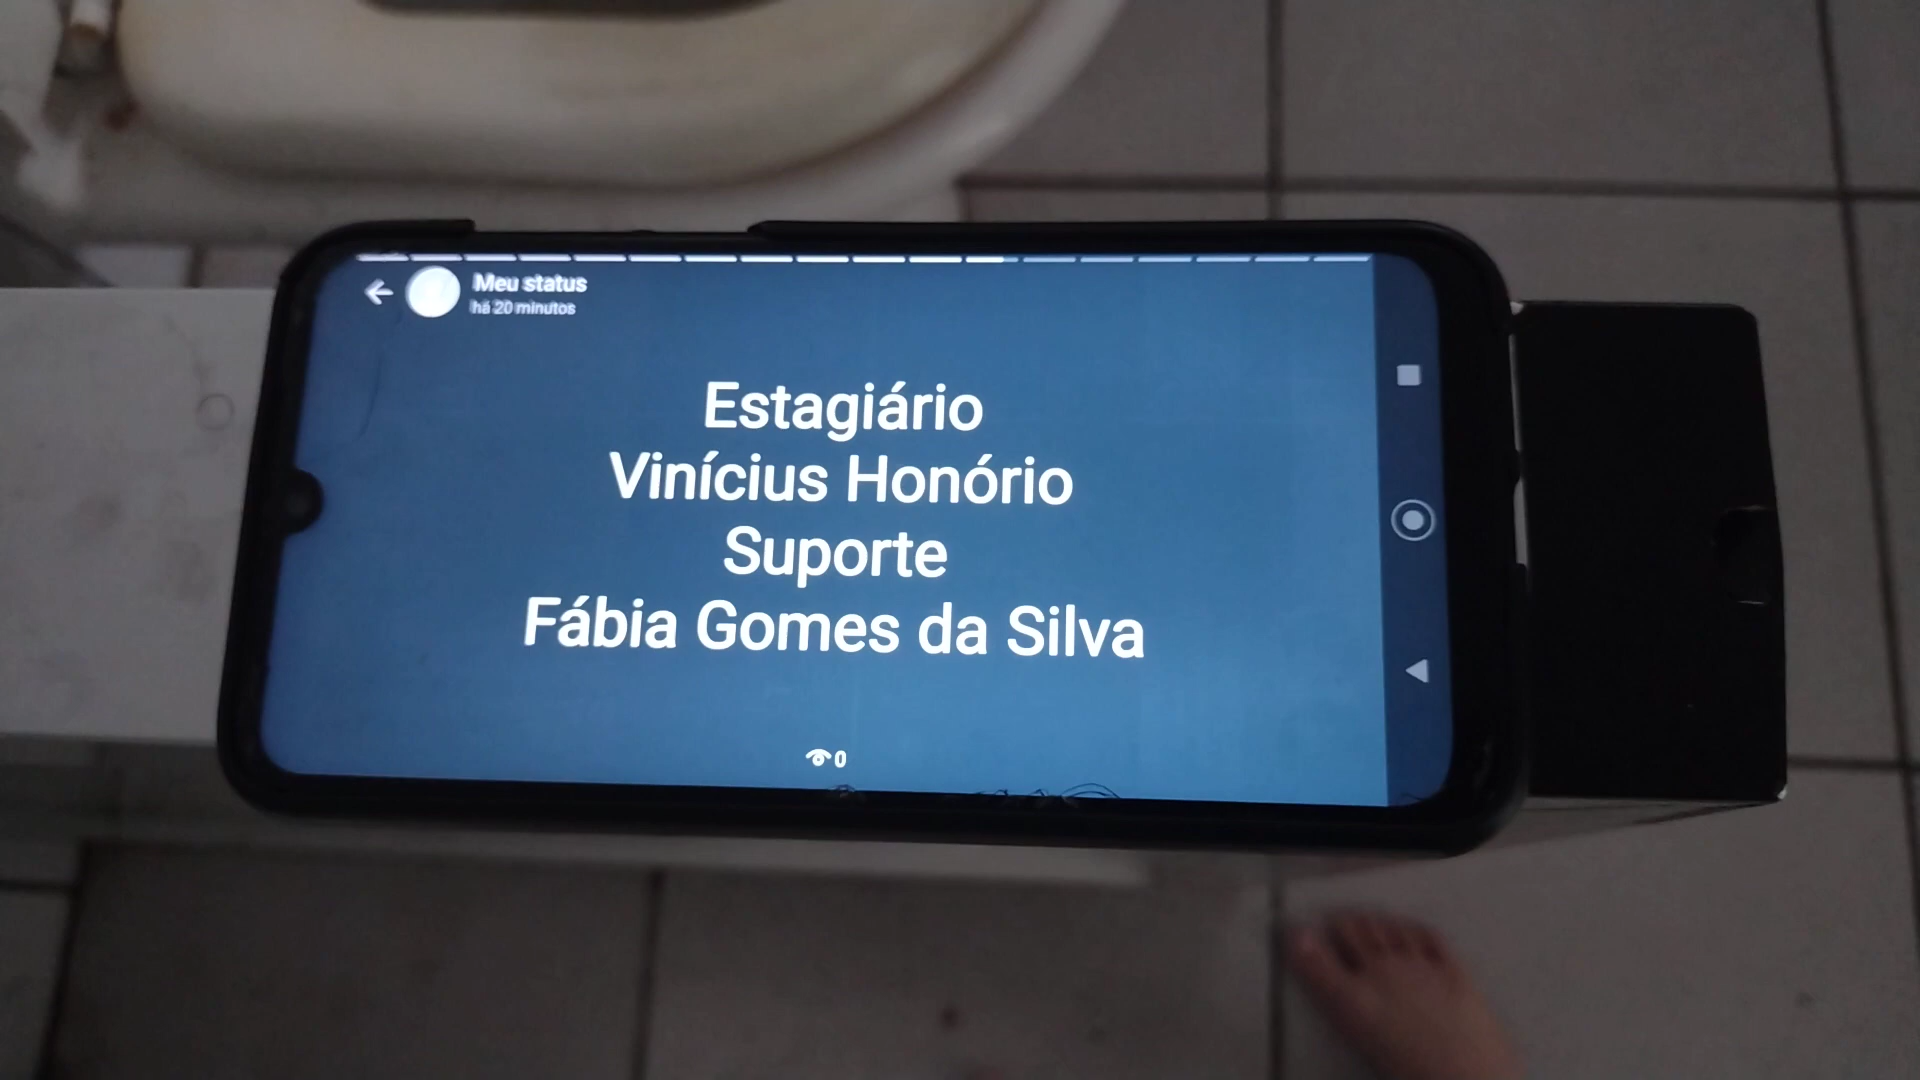 Meu status
há 20 minutos
Estagiário
Vinícius Honório
Suporte
Fábia Gomes da Silva
0